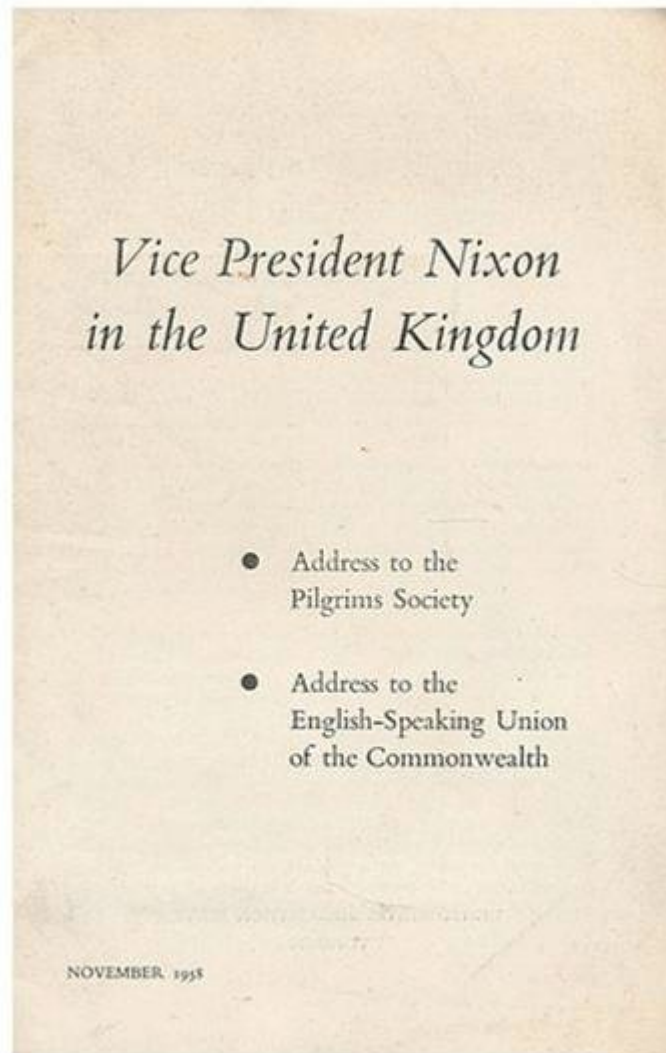 Vice President Nixon
in the United Kingdom
● Address to the
Pilgrims Society
● Address to the
English-Speaking Union
of the Commonwealth
NOVEMBER 1958